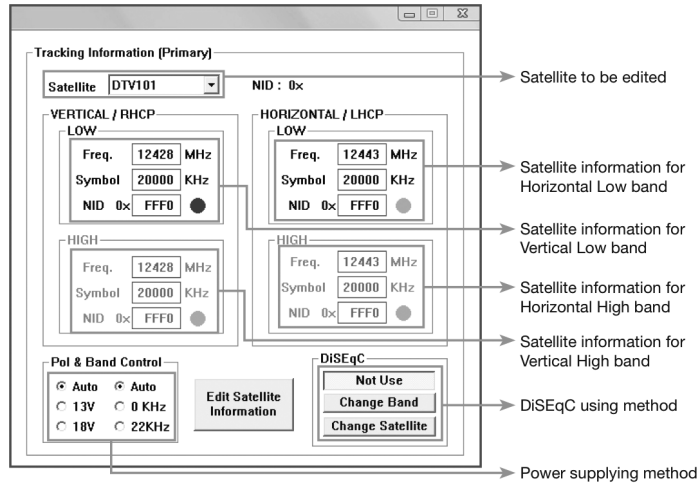 Tracking Information (Primary)
Satellite DTV101 NID : 0x
Satellite to be edited
VERTICAL / RHCP
LOW
Freq. 12428 MHz
Symbol 20000 KHz
NID 0x FFF0
HIGH
Freq. 12428 MHz
Symbol 20000 KHz
NID 0x FFF0
HORIZONTAL / LHCP
LOW
Freq. 12443 MHz
Symbol 20000 KHz
NID 0x FFF0
HIGH
Freq. 12443 MHz
Symbol 20000 KHz
NID 0x FFF0
Satellite information for
Horizontal Low band
Satellite information for
Vertical Low band
Satellite information for
Horizontal High band
Satellite information for
Vertical High band
Pol & Band Control
Auto Auto
13V 0 KHz
18V 22KHz
Edit Satellite
Information
DiSEqC
Not Use
Change Band
Change Satellite
DiSEqC using method
Power supplying method